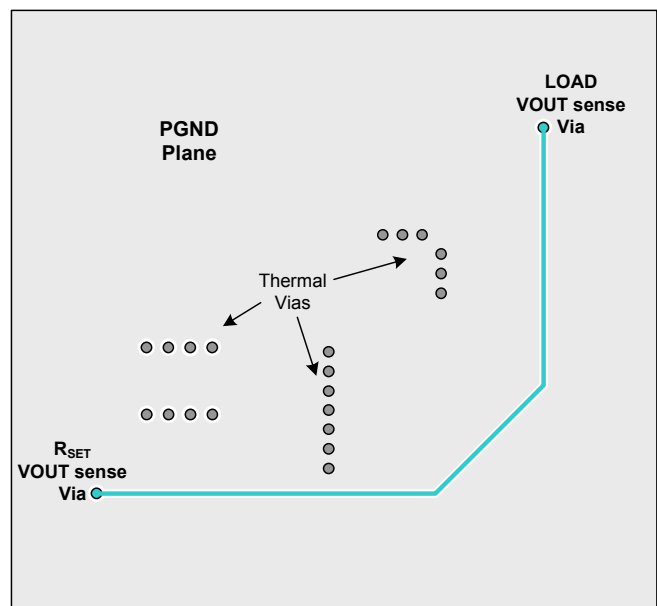 LOAD
VOUT sense
Via
PGND
Plane
Thermal
Vias
RSET
VOUT sense
Via